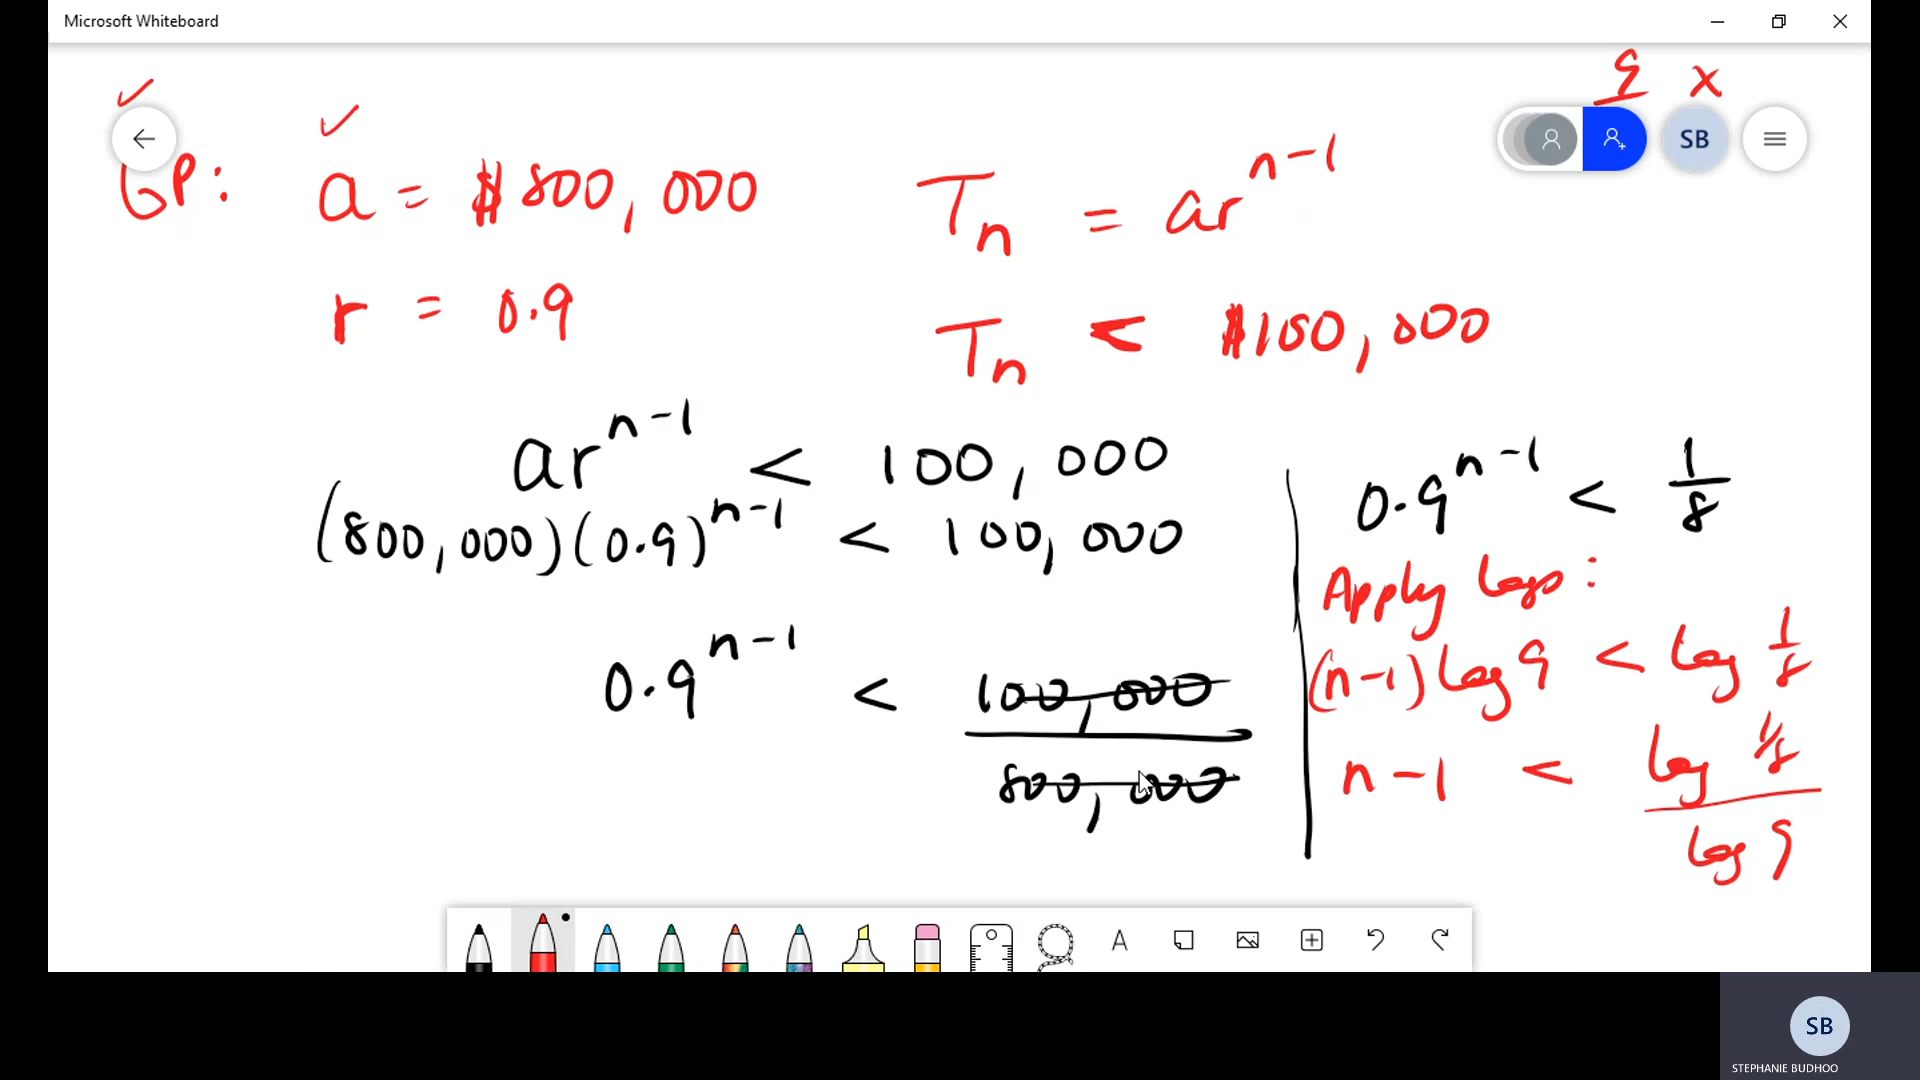 Microsoft Whiteboard
9 x
SB
GP: a = $800,000
r = 0.9
Tn = ar^n-1
Tn < $100,000
ar^n-1 < 100,000
(800,000)(0.9)^n-1 < 100,000
0.9^n-1 < 100,000/800,000
0.9^n-1 < 1/8
Apply logs:
(n-1) log 9 < log 1/8
n-1 < log 1/8 / log 9
A
SB
STEPHANIE BUDHOO